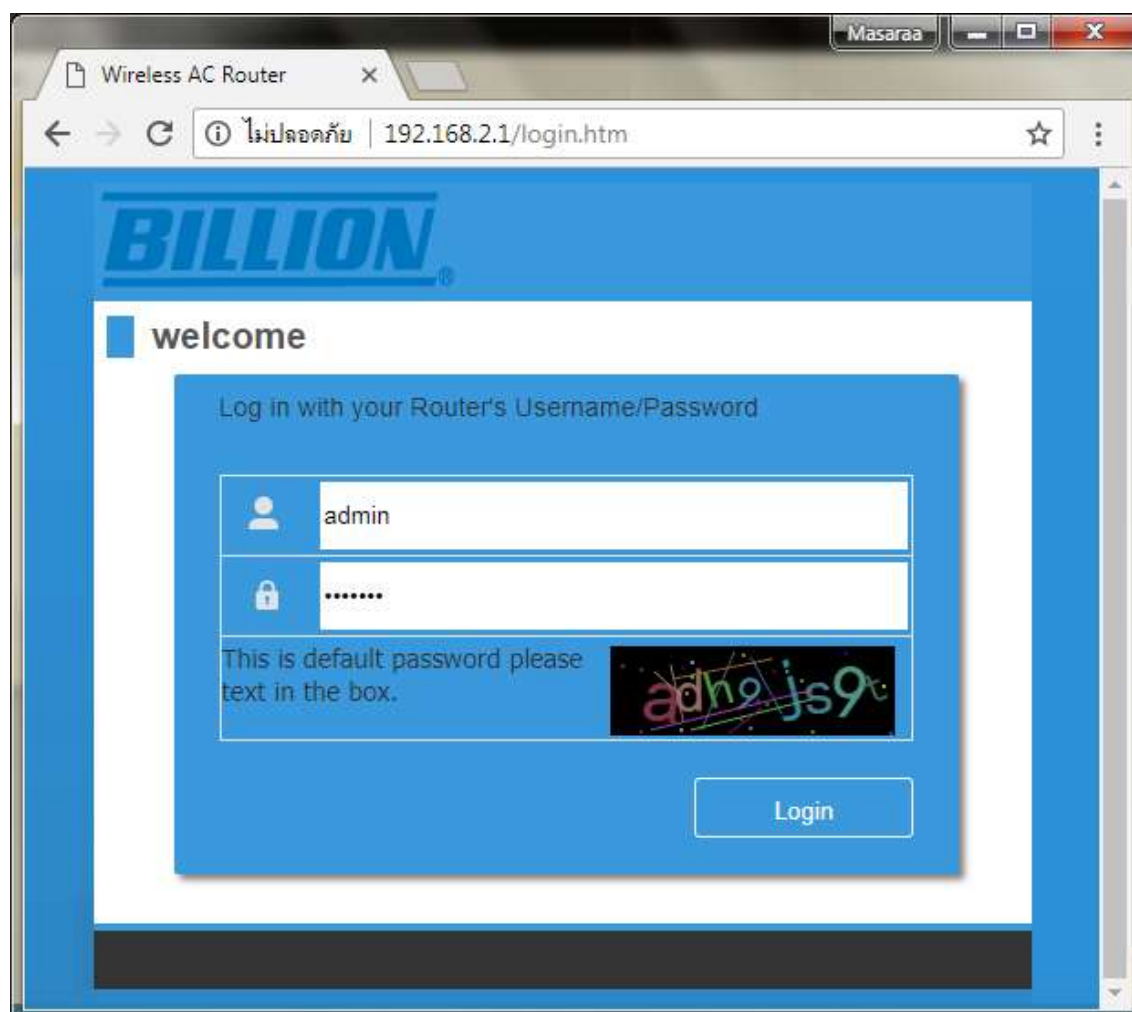 Masaraa
Wireless AC Router
ไม่ปลอดภัย | 192.168.2.1/login.htm
BILLION®
welcome
Log in with your Router's Username/Password
admin
•••••••
This is default password please
text in the box.
adh9js9t
Login